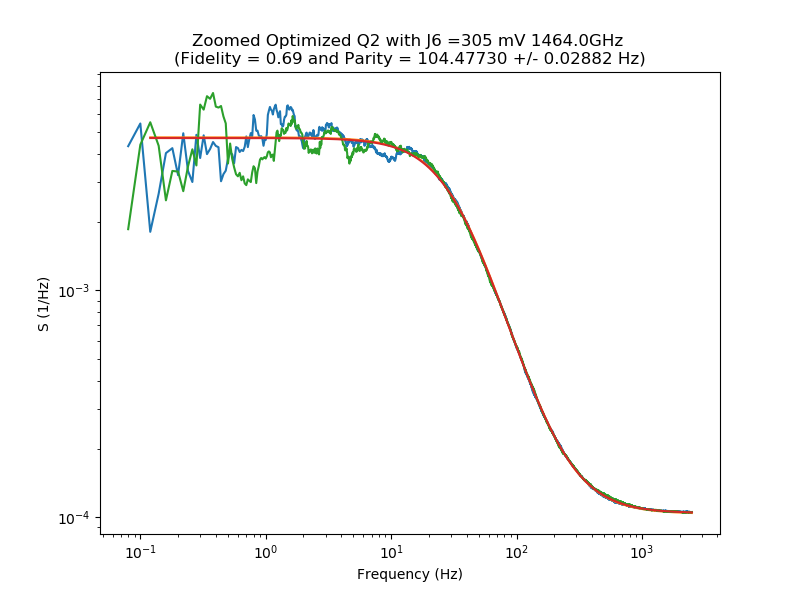 Zoomed Optimized Q2 with J6 =305 mV 1464.0GHz
(Fidelity = 0.69 and Parity = 104.47730 +/- 0.02882 Hz)
S (1/Hz)
10⁻³
10⁻⁴
10⁻¹ 10⁰ 10¹ 10² 10³
Frequency (Hz)